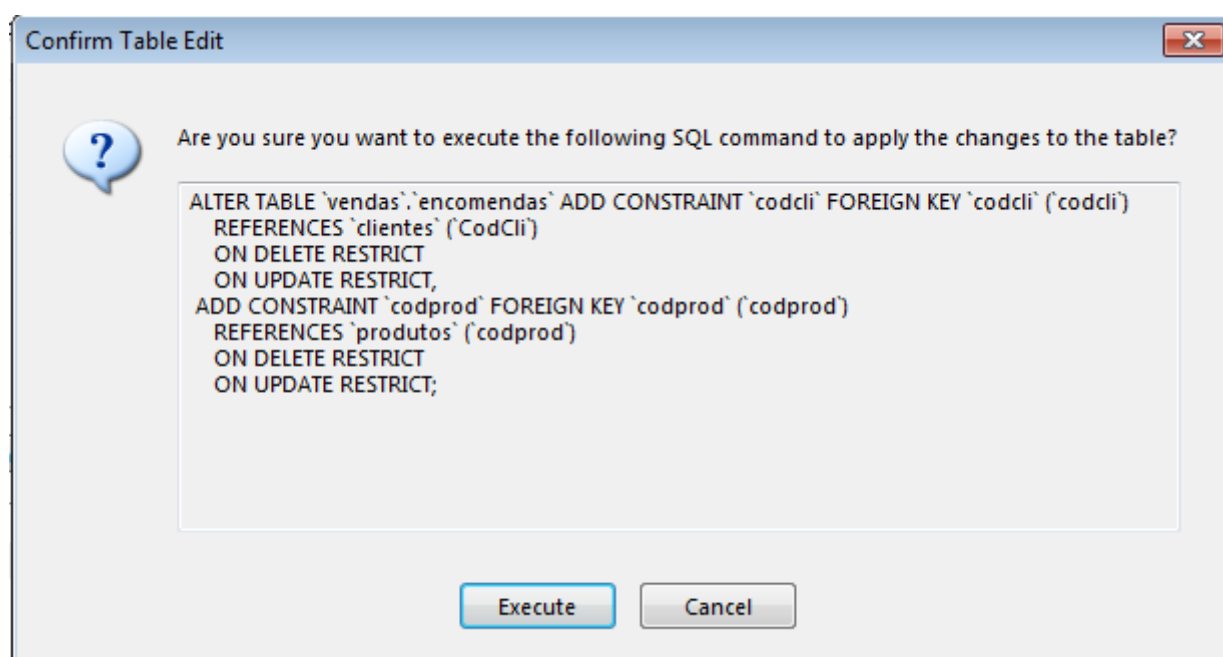 Confirm Table Edit
Are you sure you want to execute the following SQL command to apply the changes to the table?
ALTER TABLE `vendas`.`encomendas` ADD CONSTRAINT `codcli` FOREIGN KEY `codcli` (`codcli`)
REFERENCES `clientes` (`CodCli`)
ON DELETE RESTRICT
ON UPDATE RESTRICT,
ADD CONSTRAINT `codprod` FOREIGN KEY `codprod` (`codprod`)
REFERENCES `produtos` (`codprod`)
ON DELETE RESTRICT
ON UPDATE RESTRICT;
Execute
Cancel